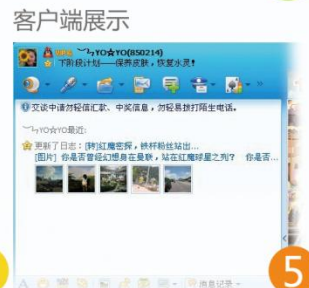 客户端展示
YO☆YO(850214)
下阶段计划——保养皮肤，恢复水灵!
交谈中请勿轻信汇款、中奖信息，勿轻易拨打陌生电话。
YO☆YO最近:
更新了日志：[转]红魔密探，铁杆粉丝站出...
[图片] 你是否曾经幻想身在曼联，站在红魔球星之列？ 你是否...
消息记录
5